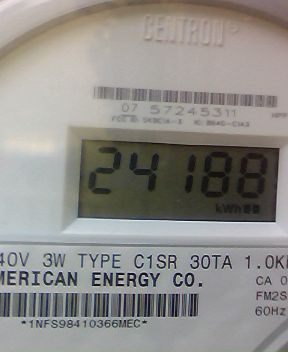 CENTRON
07 57245311
24188
kWh
40V 3W TYPE C1SR 30TA 1.0K
MERICAN ENERGY CO.
CA 0
FM2S
60Hz
*1NFS98410366MEC*